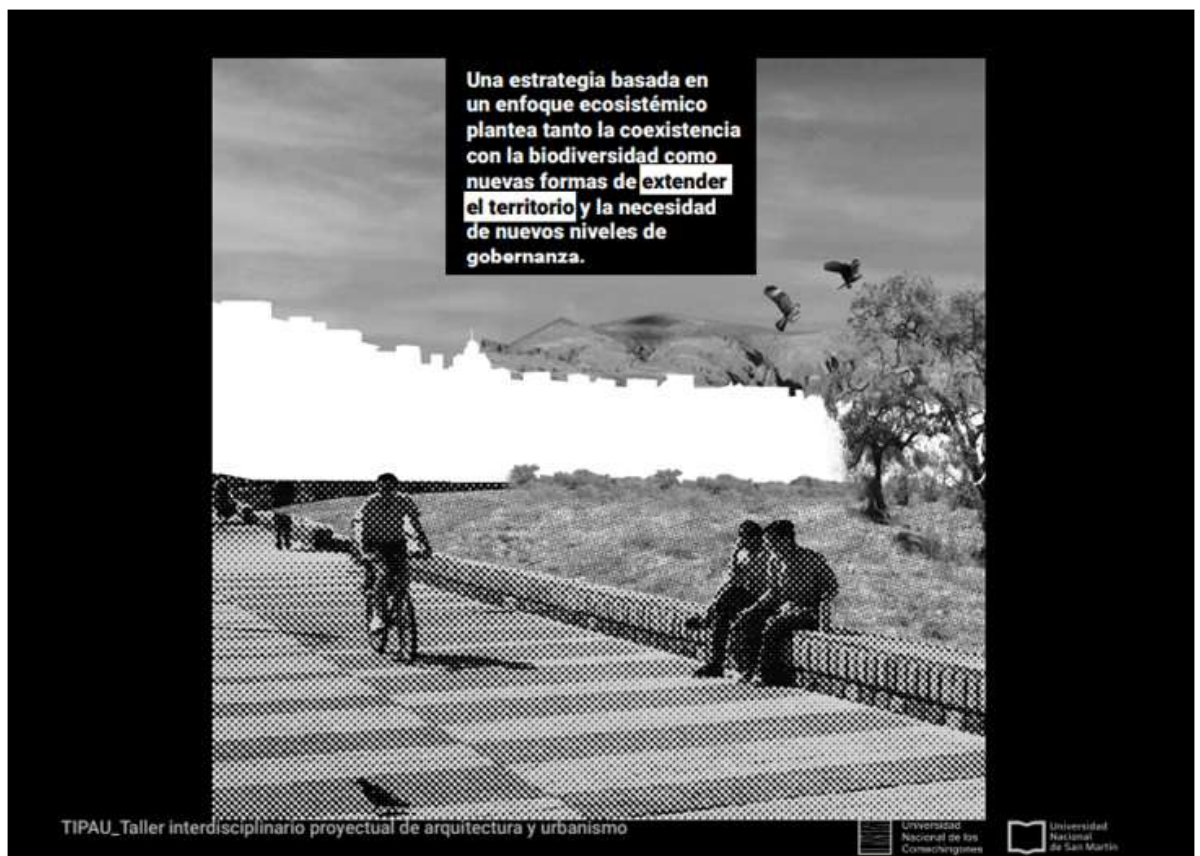 Una estrategia basada en
un enfoque ecosistémico
plantea tanto la coexistencia
con la biodiversidad como
nuevas formas de extender
el territorio y la necesidad
de nuevos niveles de
gobernanza.
TIPAU_Taller interdisciplinario proyectual de arquitectura y urbanismo
Universidad
Nacional de los
Comechingones
Universidad
Nacional
de San Martín